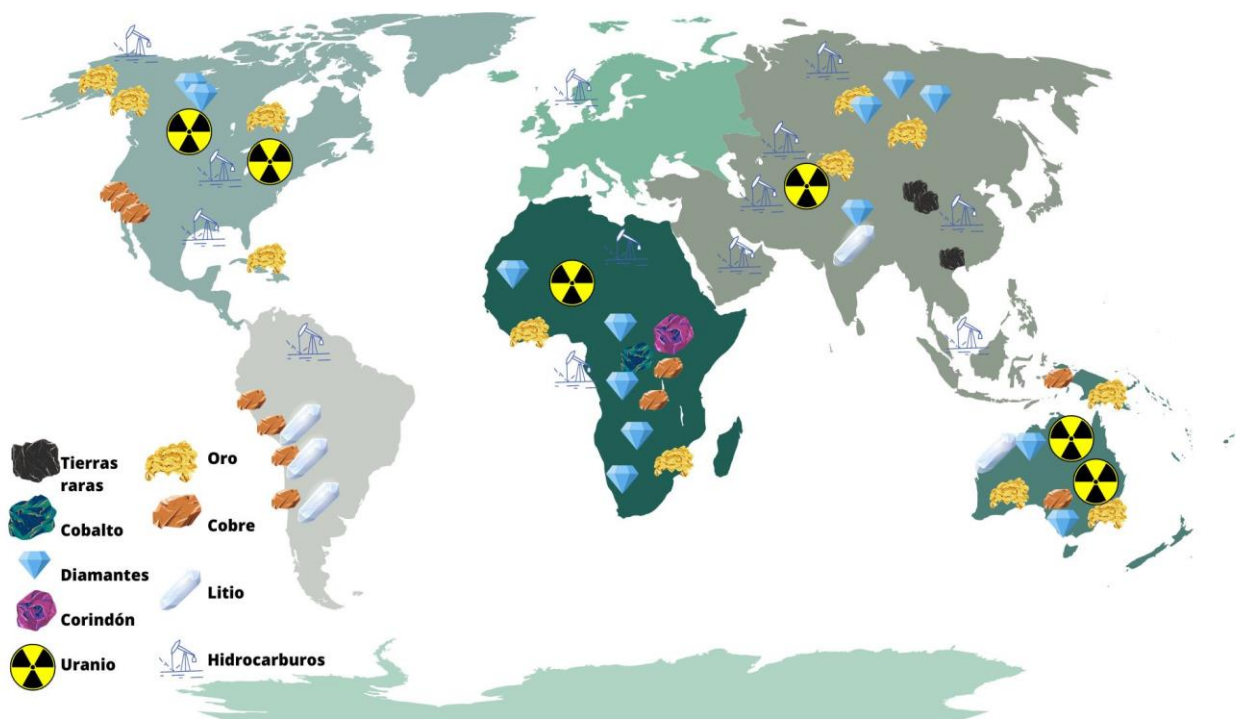 Tierras
raras
Cobalto
Diamantes
Corindón
Uranio
Oro
Cobre
Litio
Hidrocarburos